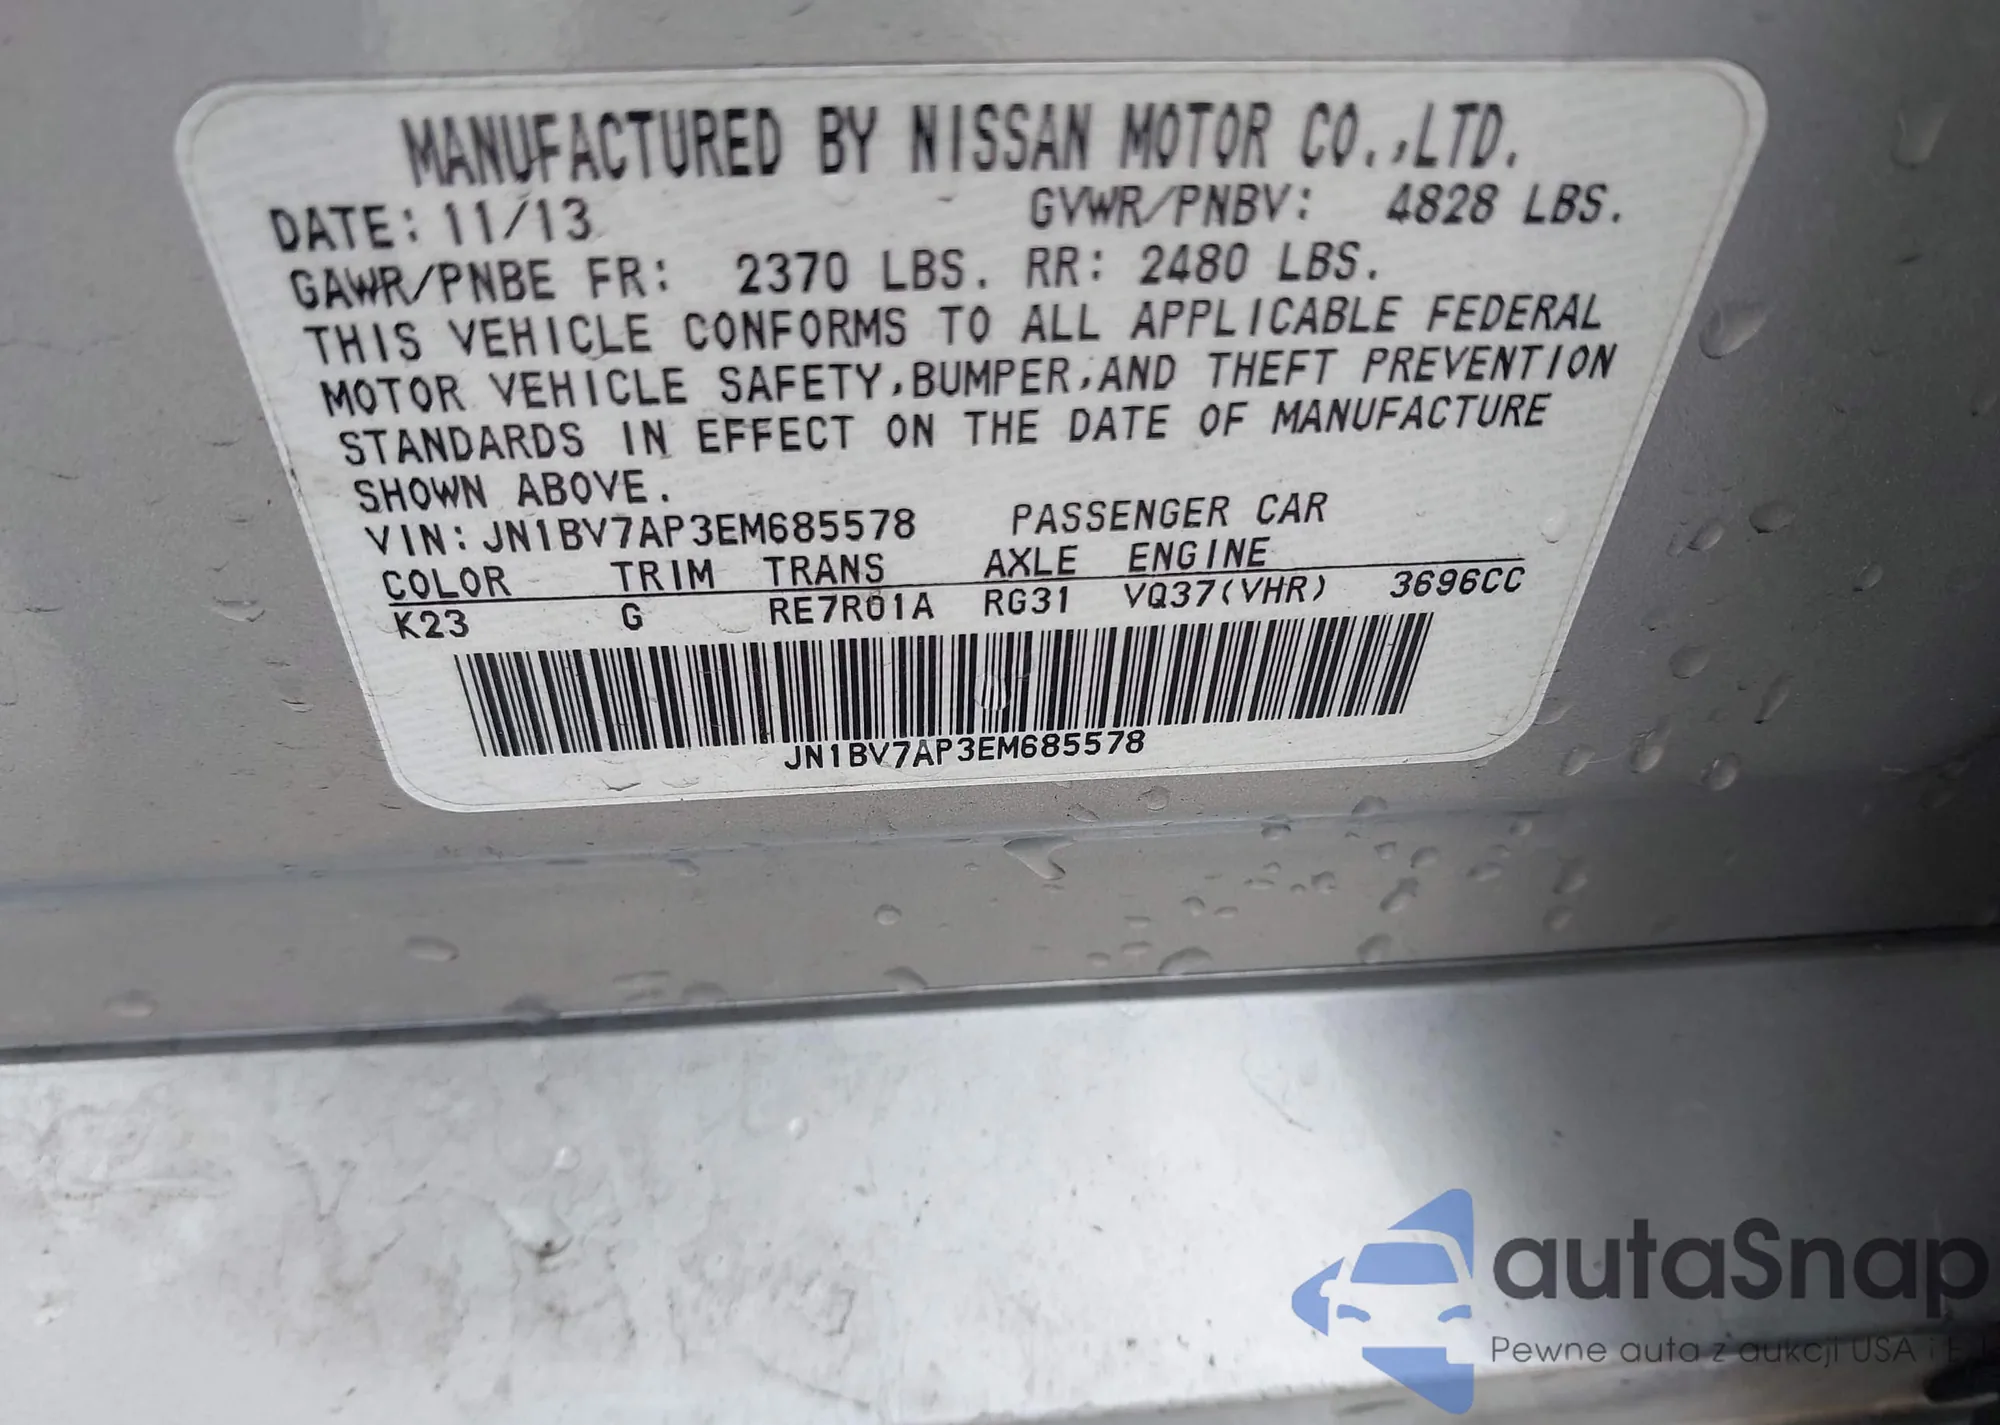 MANUFACTURED BY NISSAN MOTOR CO.,LTD.
DATE: 11/13 GVWR/PNBV: 4828 LBS.
GAWR/PNBE FR: 2370 LBS. RR: 2480 LBS.
THIS VEHICLE CONFORMS TO ALL APPLICABLE FEDERAL
MOTOR VEHICLE SAFETY,BUMPER,AND THEFT PREVENTION
STANDARDS IN EFFECT ON THE DATE OF MANUFACTURE
SHOWN ABOVE.
VIN: JN1BV7AP3EM685578 PASSENGER CAR
COLOR TRIM TRANS AXLE ENGINE
K23 G RE7R01A RG31 VQ37(VHR) 3696CC
JN1BV7AP3EM685578
autaSnap
Pewne auta z aukcji USA i